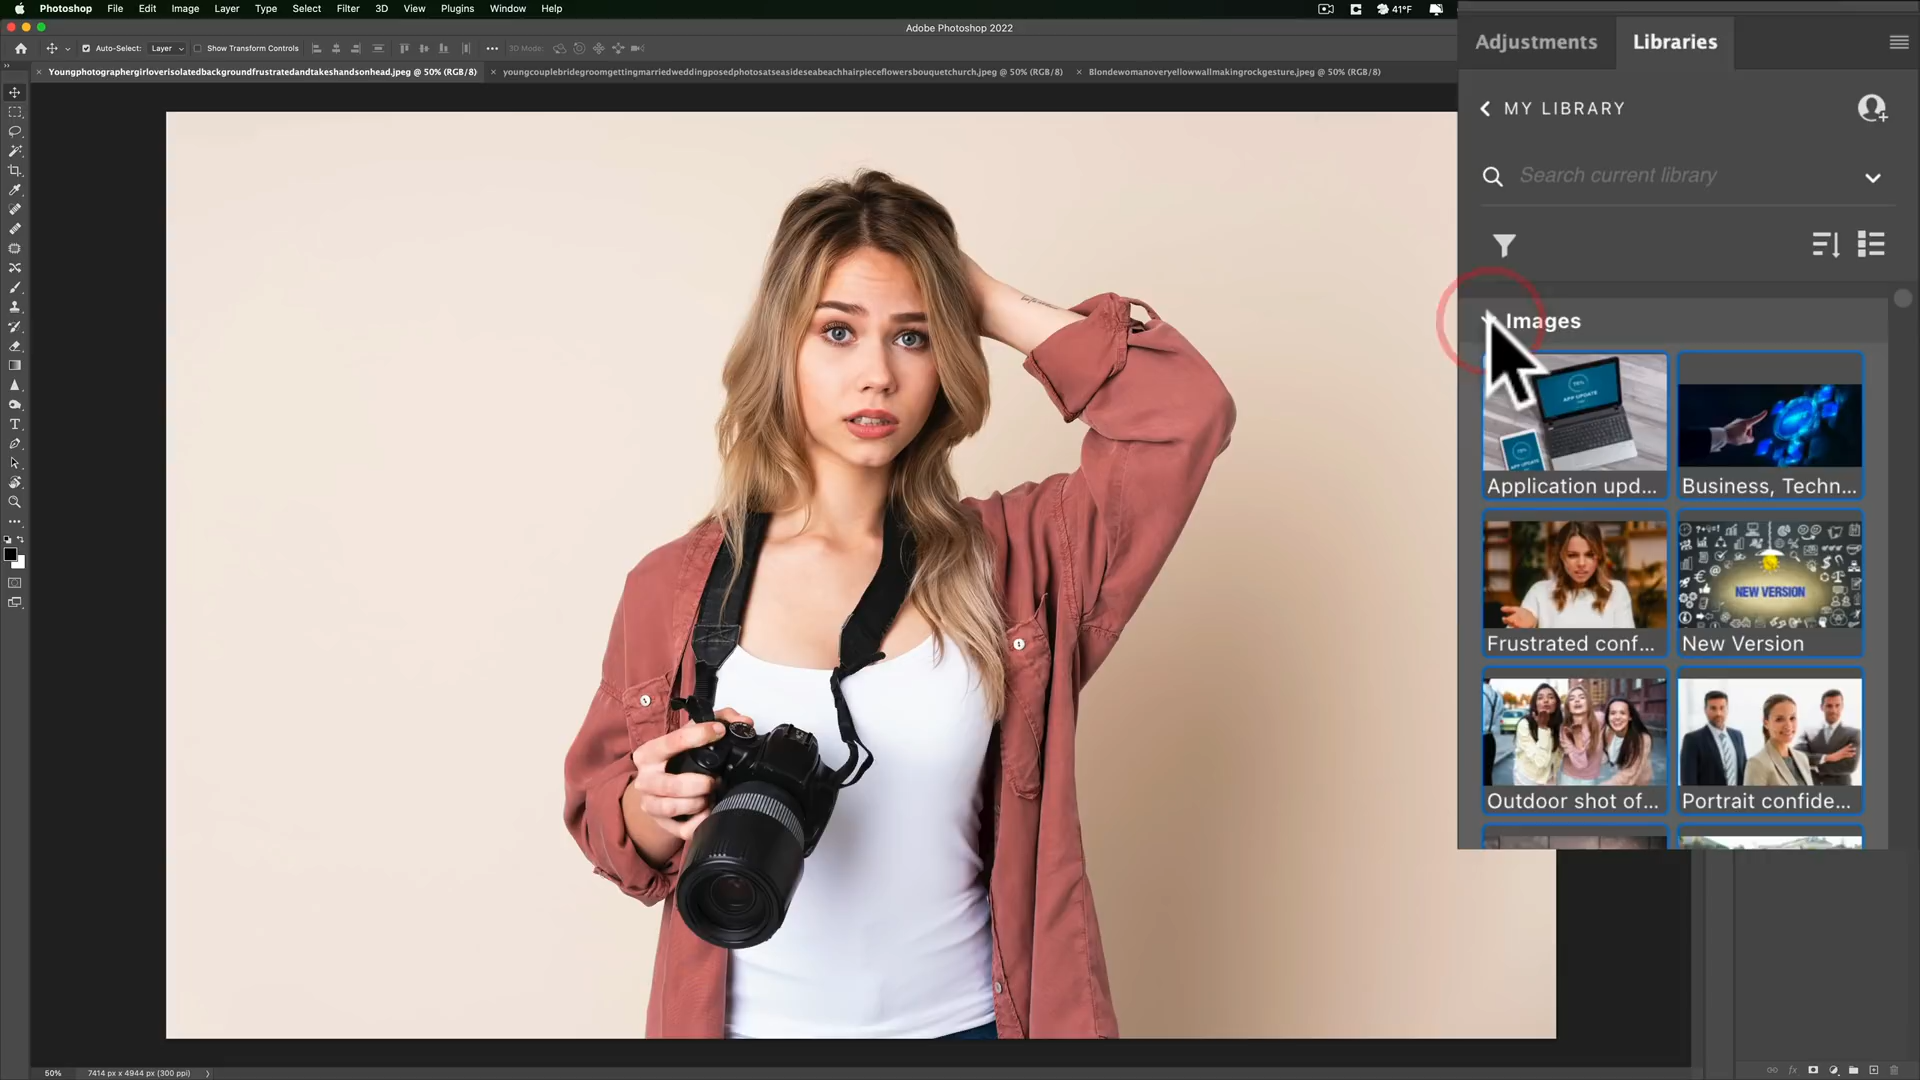 Photoshop File Edit Image Layer Type Select Filter 3D View Plugins Window Help 41°F
Adobe Photoshop 2022
Auto-Select: Layer Show Transform Controls 3D Mode:
Youngphotographergirloverisolatedbackgroundfrustratedandtakeshandsonhead.jpeg @ 50% (RGB/8)
youngcouplebridegroomgettingmarriedweddingposedphotosatseasideseabeachhairpieceflowersbouquetchurch.jpeg @ 50% (RGB/8)
Blondewomanoveryellowwallmakingrockgesture.jpeg @ 50% (RGB/8)
Adjustments Libraries
MY LIBRARY
Search current library
Images
APP UPDATE
Application upd...
Business, Techn...
NEW VERSION
Frustrated conf...
New Version
Outdoor shot of...
Portrait confide...
50% 7414 px x 4944 px (300 ppi)